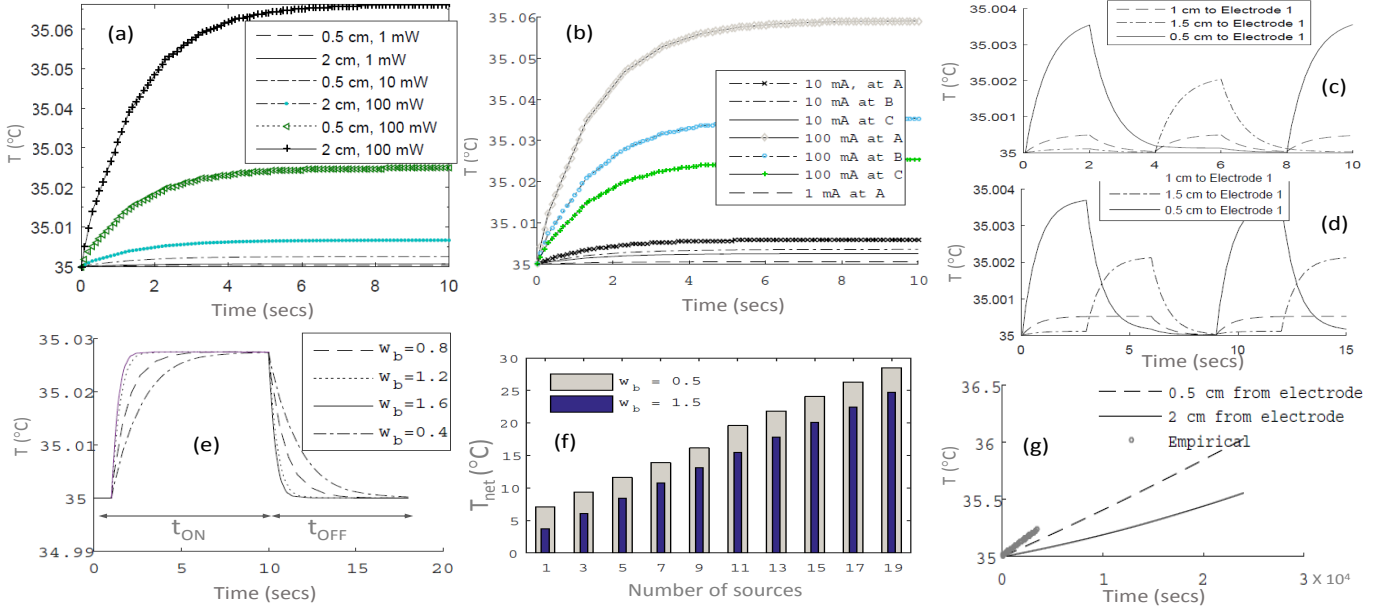 (a)
35.06
35.05
35.04
35.03
35.02
35.01
35
T (°C)
0.5 cm, 1 mW
2 cm, 1 mW
0.5 cm, 10 mW
2 cm, 100 mW
0.5 cm, 100 mW
2 cm, 100 mW
0 2 4 6 8 10
Time (secs)
(b)
35.06
35.05
35.04
35.03
35.02
35.01
35
T (°C)
10 mA, at A
10 mA at B
10 mA at C
100 mA at A
100 mA at B
100 mA at C
1 mA at A
0 2 4 6 8 10
Time (secs)
35.004
35.003
35.002
35.001
35
T (°C)
1 cm to Electrode 1
1.5 cm to Electrode 1
0.5 cm to Electrode 1
(c)
0 2 4 6 8 10
35.004
35.003
35.002
35.001
35
T (°C)
1 cm to Electrode 1
1.5 cm to Electrode 1
0.5 cm to Electrode 1
(d)
0 5 10 15
Time (secs)
35.03
35.02
35.01
35
34.99
T (°C)
w_b=0.8
w_b=1.2
w_b=1.6
w_b=0.4
(e)
tON
tOFF
0 5 10 15 20
Time (secs)
30
25
20
15
10
5
0
Tnet (°C)
w_b = 0.5
w_b = 1.5
(f)
1 3 5 7 9 11 13 15 17 19
Number of sources
36.5
36
35.5
35
T (°C)
0.5 cm from electrode
2 cm from electrode
Empirical
(g)
0 1 2 3 X 10⁴
Time (secs)